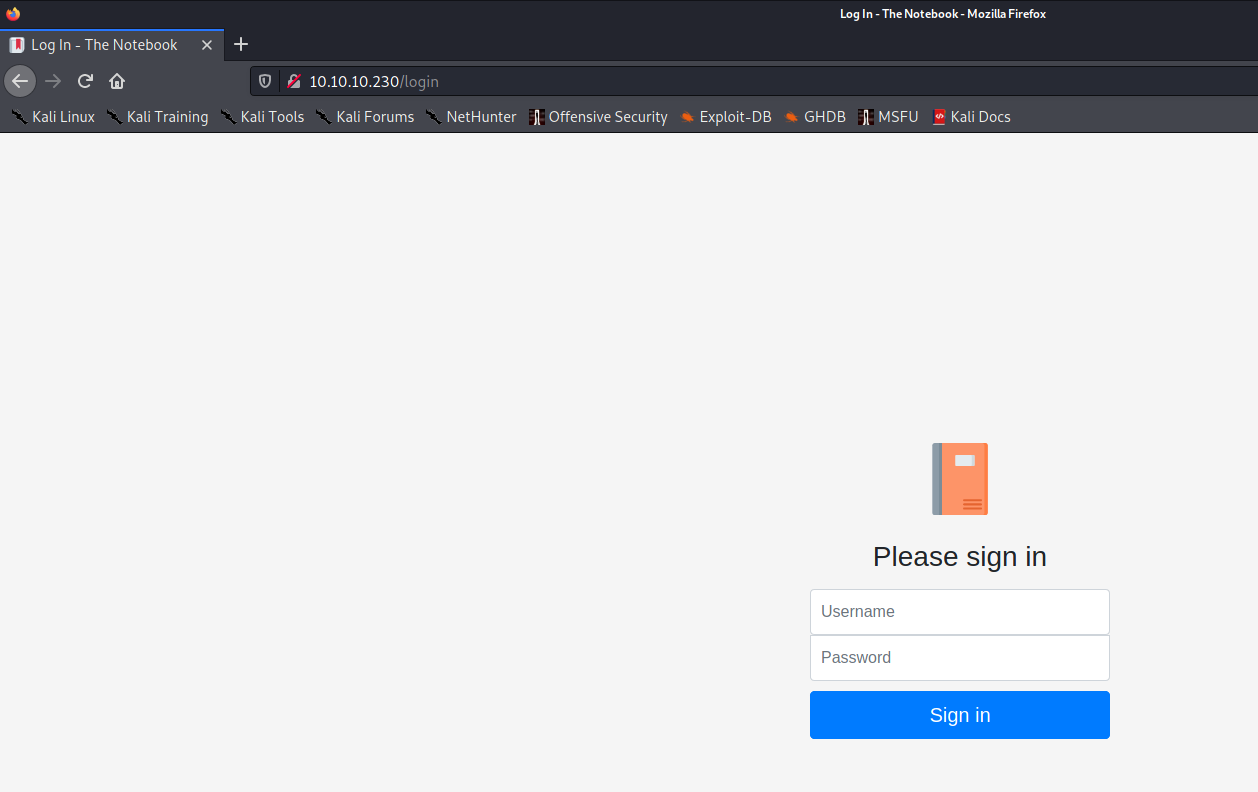 Log In - The Notebook - Mozilla Firefox
Log In - The Notebook
10.10.10.230/login
Kali Linux Kali Training Kali Tools Kali Forums NetHunter Offensive Security Exploit-DB GHDB MSFU Kali Docs
Please sign in
Username
Password
Sign in